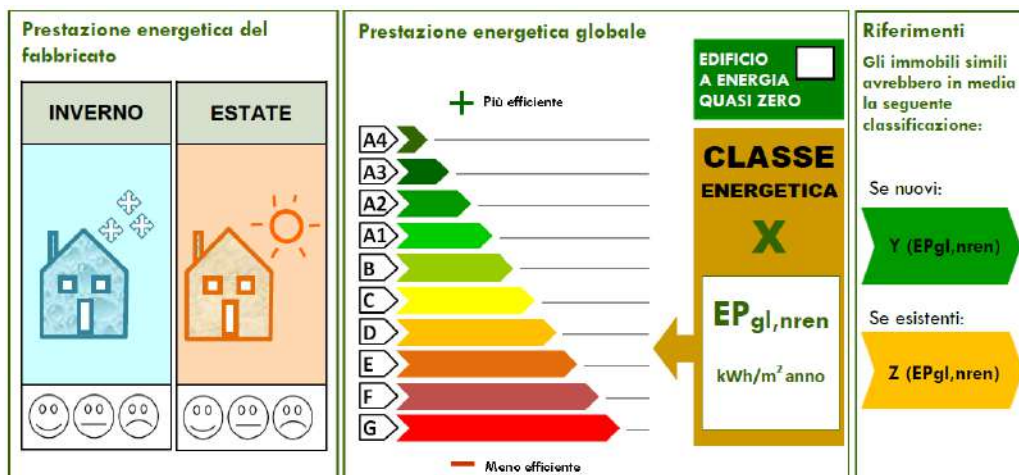 Prestazione energetica del
fabbricato
INVERNO
ESTATE
Prestazione energetica globale
Più efficiente
A4
A3
A2
A1
B
C
D
E
F
G
Meno efficiente
EDIFICIO
A ENERGIA
QUASI ZERO
CLASSE
ENERGETICA
X
EPgl,nren
kWh/m² anno
Riferimenti
Gli immobili simili
avrebbero in media
la seguente
classificazione:
Se nuovi:
Y (EPgl,nren)
Se esistenti:
Z (EPgl,nren)